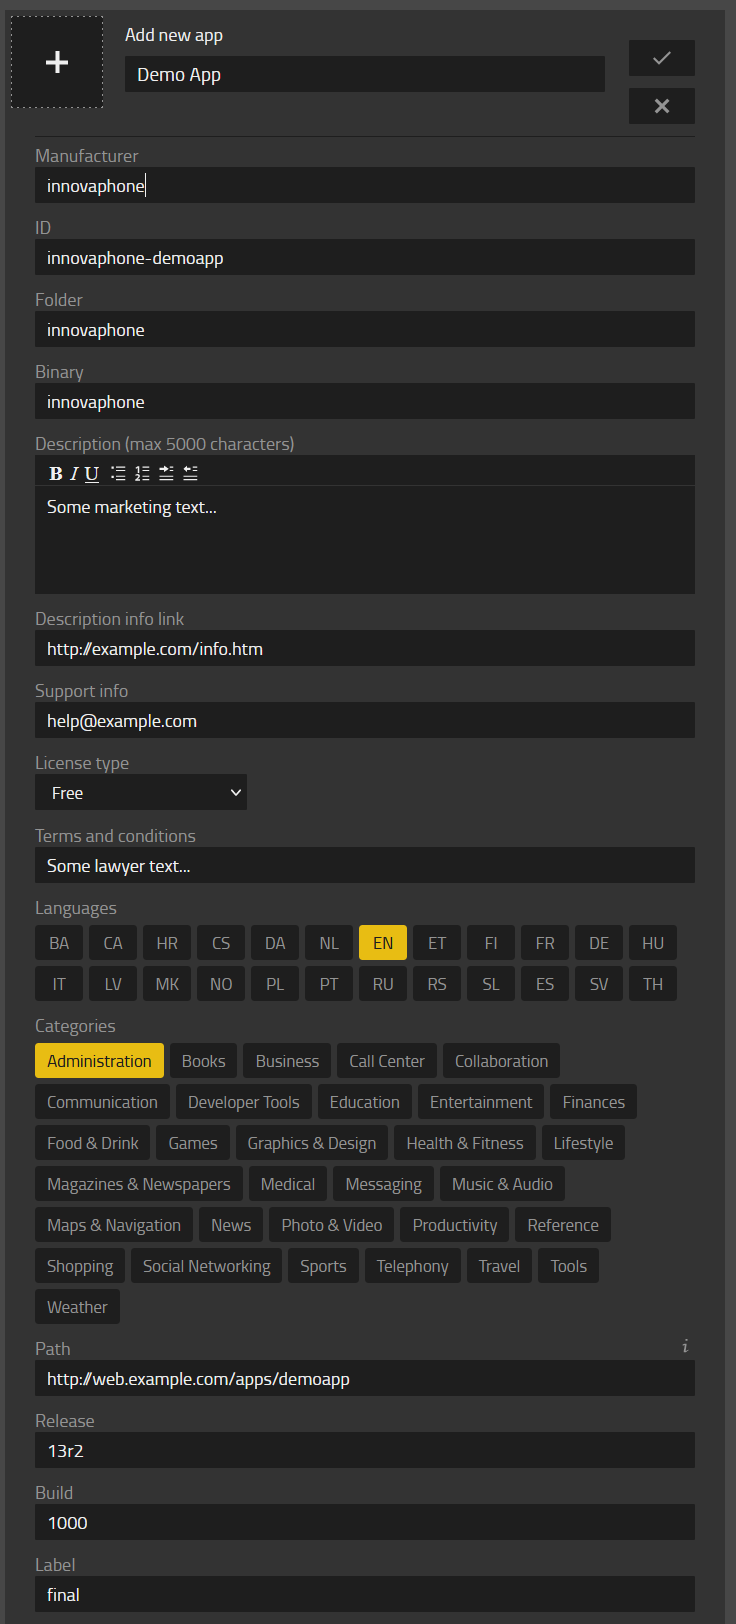 Add new app
Demo App
Manufacturer
innovaphone
ID
innovaphone-demoapp
Folder
innovaphone
Binary
innovaphone
Description (max 5000 characters)
B I U
Some marketing text...
Description info link
http://example.com/info.htm
Support info
help@example.com
License type
Free
Terms and conditions
Some lawyer text...
Languages
BA CA HR CS DA NL EN ET FI FR DE HU
IT LV MK NO PL PT RU RS SL ES SV TH
Categories
Administration Books Business Call Center Collaboration
Communication Developer Tools Education Entertainment Finances
Food & Drink Games Graphics & Design Health & Fitness Lifestyle
Magazines & Newspapers Medical Messaging Music & Audio
Maps & Navigation News Photo & Video Productivity Reference
Shopping Social Networking Sports Telephony Travel Tools
Weather
Path i
http://web.example.com/apps/demoapp
Release
13r2
Build
1000
Label
final